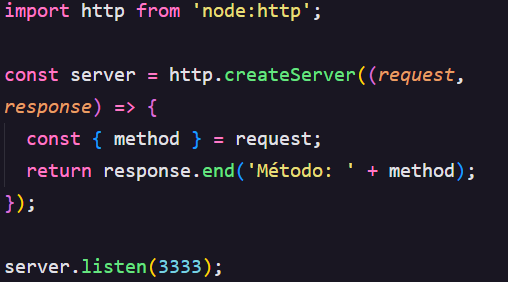 import http from 'node:http';
const server = http.createServer((request,
response) => {
const { method } = request;
return response.end('Método: ' + method);
});
server.listen(3333);